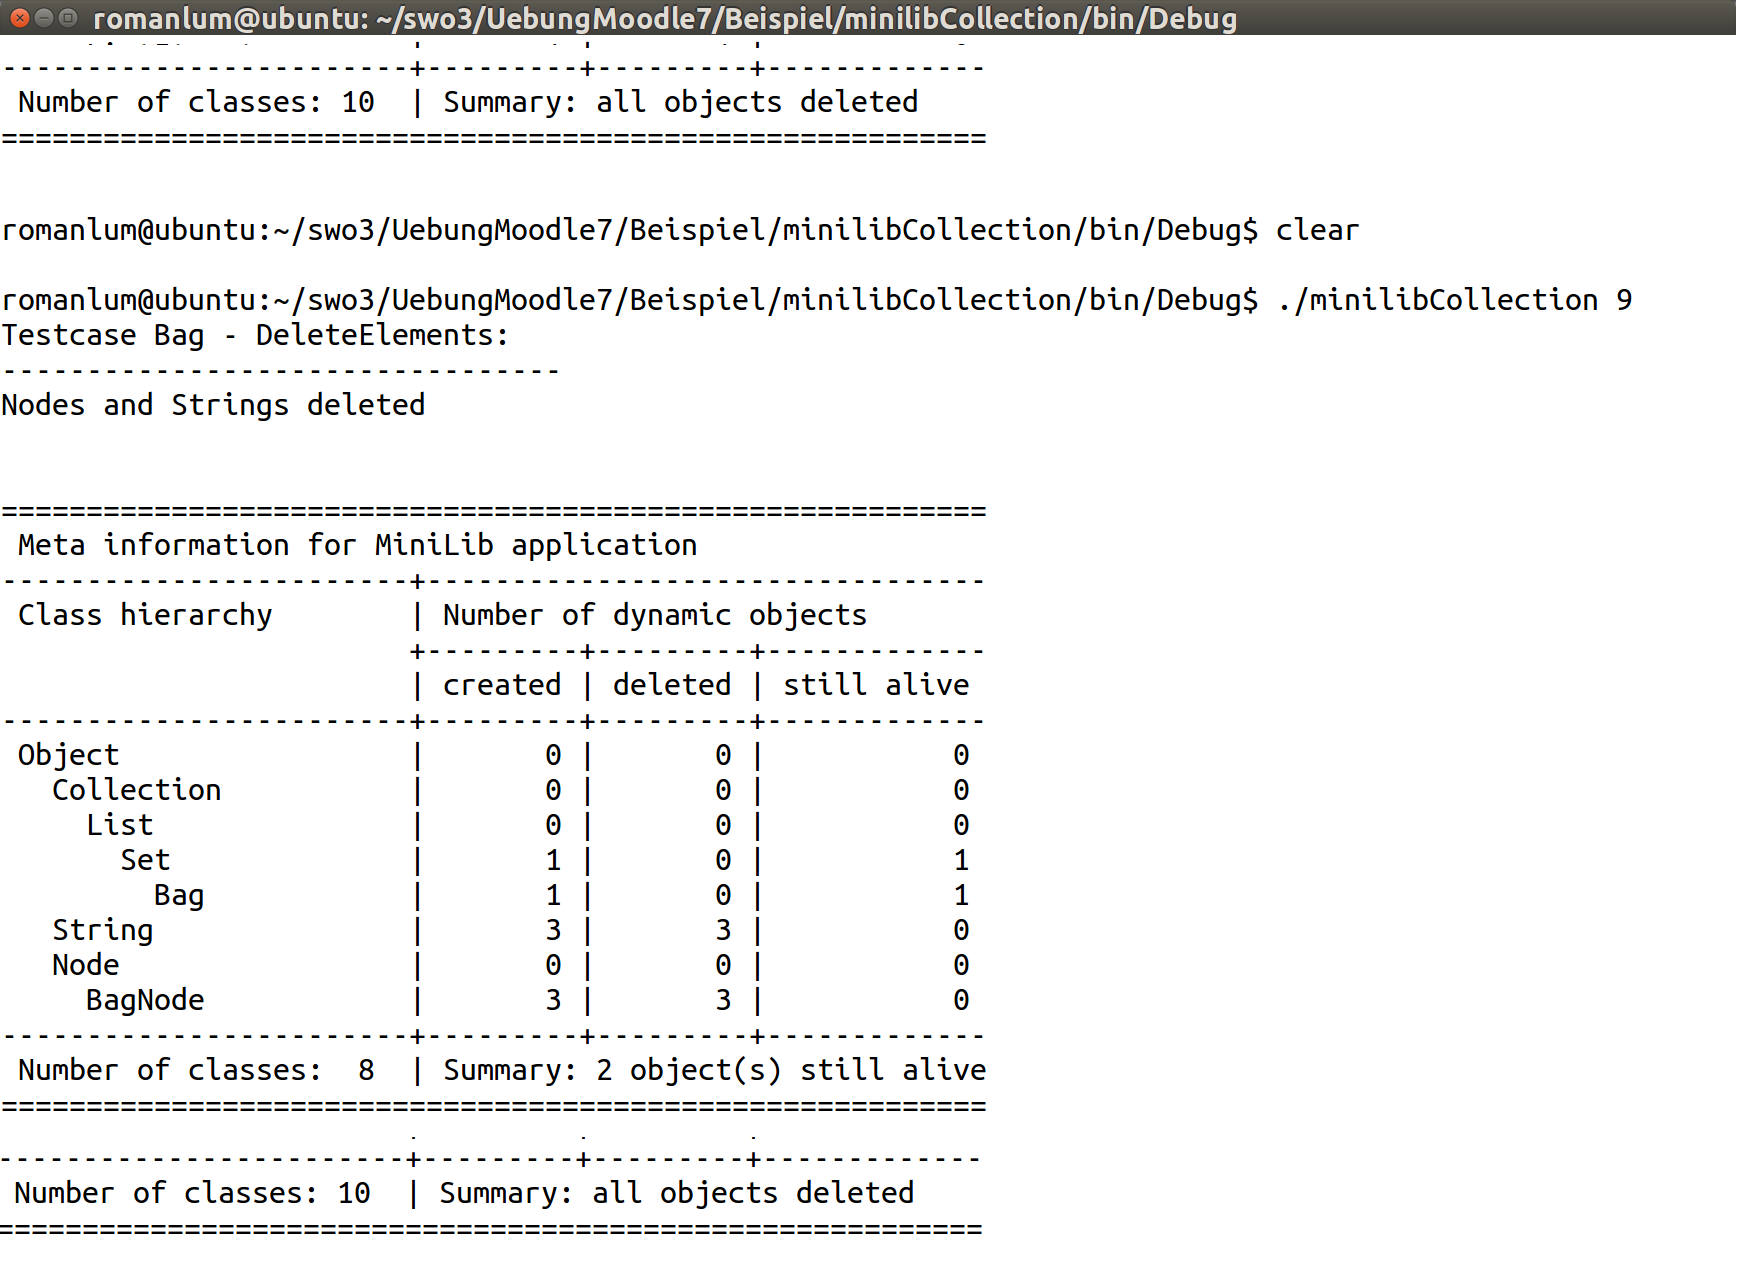 romanlum@ubuntu: ~/swo3/UebungMoodle7/Beispiel/minilibCollection/bin/Debug
------------------------+---------+---------+-------------
 Number of classes: 10  | Summary: all objects deleted
==========================================================
romanlum@ubuntu:~/swo3/UebungMoodle7/Beispiel/minilibCollection/bin/Debug$ clear
romanlum@ubuntu:~/swo3/UebungMoodle7/Beispiel/minilibCollection/bin/Debug$ ./minilibCollection 9
Testcase Bag - DeleteElements:
---------------------------------
Nodes and Strings deleted
==========================================================
 Meta information for MiniLib application
------------------------+---------------------------------
 Class hierarchy        | Number of dynamic objects
                        +---------+---------+-------------
                        | created | deleted | still alive
------------------------+---------+---------+-------------
 Object                 |       0 |       0 |           0
   Collection           |       0 |       0 |           0
     List               |       0 |       0 |           0
       Set              |       1 |       0 |           1
         Bag            |       1 |       0 |           1
   String               |       3 |       3 |           0
   Node                 |       0 |       0 |           0
     BagNode            |       3 |       3 |           0
------------------------+---------+---------+-------------
 Number of classes:  8  | Summary: 2 object(s) still alive
==========================================================
------------------------+---------+---------+-------------
 Number of classes: 10  | Summary: all objects deleted
==========================================================